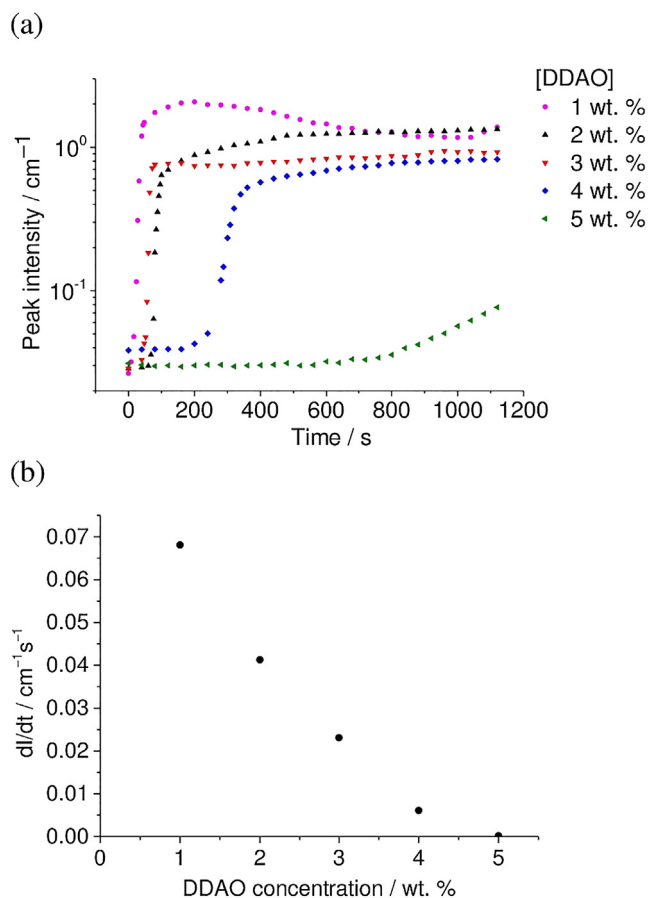 (a)
[DDAO]
1 wt. %
2 wt. %
3 wt. %
4 wt. %
5 wt. %
Peak intensity / cm⁻¹
10⁰
10⁻¹
0 200 400 600 800 1000 1200
Time / s
(b)
dI/dt / cm⁻¹s⁻¹
0.07
0.06
0.05
0.04
0.03
0.02
0.01
0.00
0 1 2 3 4 5
DDAO concentration / wt. %